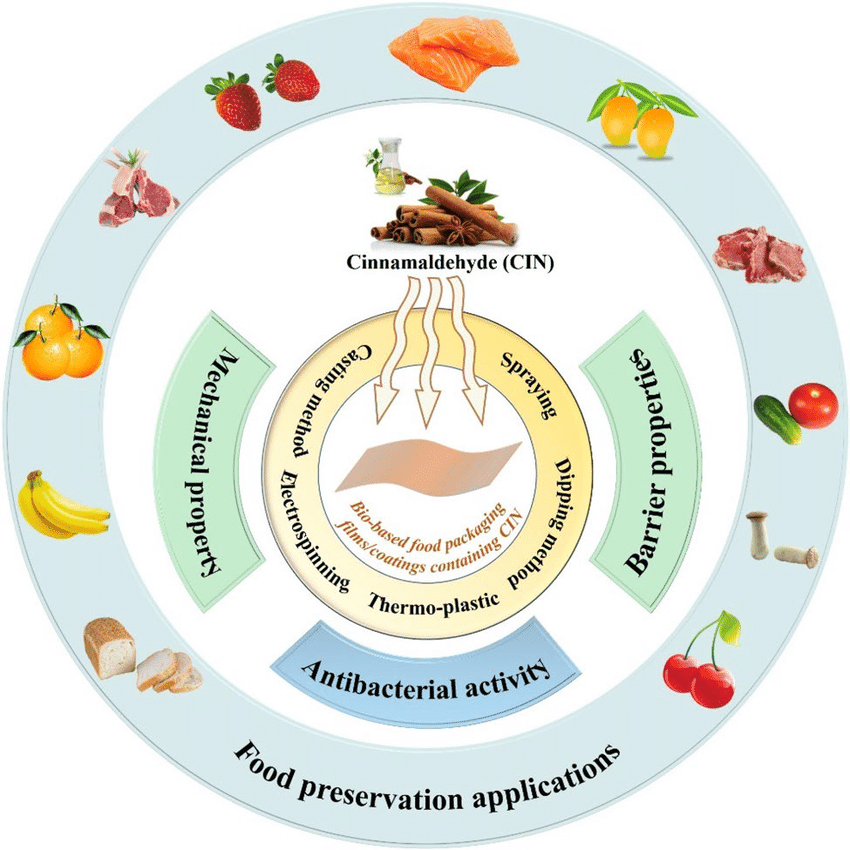 Cinnamaldehyde (CIN)
Casting method
Spraying
Mechanical property
Barrier properties
Electrospinning
Dipping method
Bio-based food packaging
films/coatings containing CIN
Thermo-plastic
Antibacterial activity
Food preservation applications